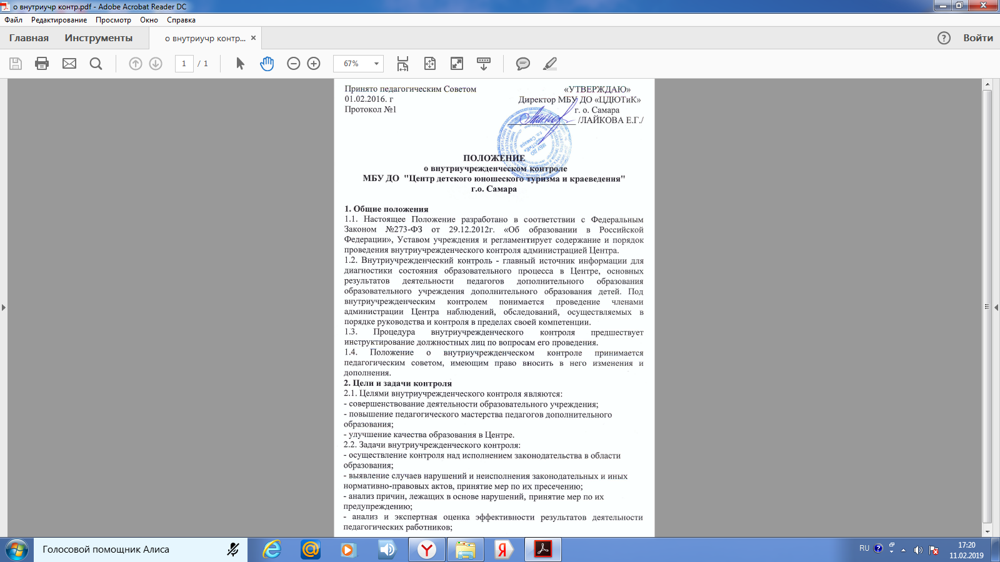 о внутриучр контр.pdf - Adobe Acrobat Reader DC
Файл Редактирование Просмотр Окно Справка
Главная Инструменты о внутриучр контр... × ? Войти
1 / 1 67%
Принято педагогическим Советом «УТВЕРЖДАЮ»
01.02.2016. г Директор МБУ ДО «ЦДЮТиК»
Протокол №1 г. о. Самара
/ЛАЙКОВА Е.Г./
МБУ ДО
«ЦДЮТиК»
г.о. Самара
ПОЛОЖЕНИЕ
о внутриучрежденческом контроле
МБУ ДО "Центр детского юношеского туризма и краеведения"
г.о. Самара
1. Общие положения
1.1. Настоящее Положение разработано в соответствии с Федеральным
Законом №273-ФЗ от 29.12.2012г. «Об образовании в Российской
Федерации», Уставом учреждения и регламентирует содержание и порядок
проведения внутриучрежденческого контроля администрацией Центра.
1.2. Внутриучрежденческий контроль - главный источник информации для
диагностики состояния образовательного процесса в Центре, основных
результатов деятельности педагогов дополнительного образования
образовательного учреждения дополнительного образования детей. Под
внутриучрежденческим контролем понимается проведение членами
администрации Центра наблюдений, обследований, осуществляемых в
порядке руководства и контроля в пределах своей компетенции.
1.3. Процедура внутриучрежденческого контроля предшествует
инструктирование должностных лиц по вопросам его проведения.
1.4. Положение о внутриучрежденческом контроле принимается
педагогическим советом, имеющим право вносить в него изменения и
дополнения.
2. Цели и задачи контроля
2.1. Целями внутриучрежденческого контроля являются:
- совершенствование деятельности образовательного учреждения;
- повышение педагогического мастерства педагогов дополнительного
образования;
- улучшение качества образования в Центре.
2.2. Задачи внутриучрежденческого контроля:
- осуществление контроля над исполнением законодательства в области
образования;
- выявление случаев нарушений и неисполнения законодательных и иных
нормативно-правовых актов, принятие мер по их пресечению;
- анализ причин, лежащих в основе нарушений, принятие мер по их
предупреждению;
- анализ и экспертная оценка эффективности результатов деятельности
педагогических работников;
Голосовой помощник Алиса RU 17:20
11.02.2019